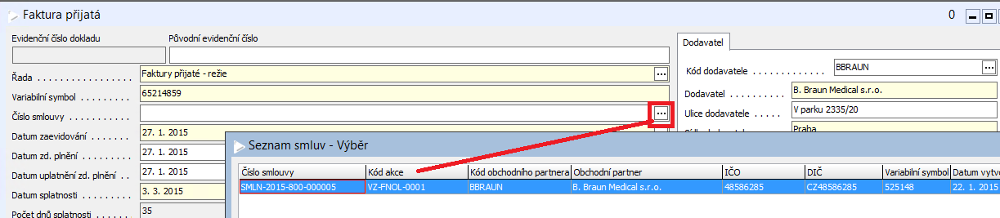 Faktura přijatá 0
Evidenční číslo dokladu Původní evidenční číslo
Dodavatel
Řada Faktury přijaté - režie ...
Kód dodavatele BBRAUN ...
Variabilní symbol 65214859
Dodavatel B. Braun Medical s.r.o.
Číslo smlouvy ...
Ulice dodavatele V parku 2335/20
Datum zaevidování 27. 1. 2015
Praha
Datum zd. plnění 27. 1. 2015
Datum uplatnění zd. plnění 27. 1. 2015
Datum splatnosti 3. 3. 2015
Počet dnů splatnosti 35
Seznam smluv - Výběr
Číslo smlouvy Kód akce Kód obchodního partnera Obchodní partner IČO DIČ Variabilní symbol Datum vytvo
SMLN-2015-800-000005 VZ-FNOL-0001 BBRAUN B. Braun Medical s.r.o. 48586285 CZ48586285 525148 22. 1. 2015